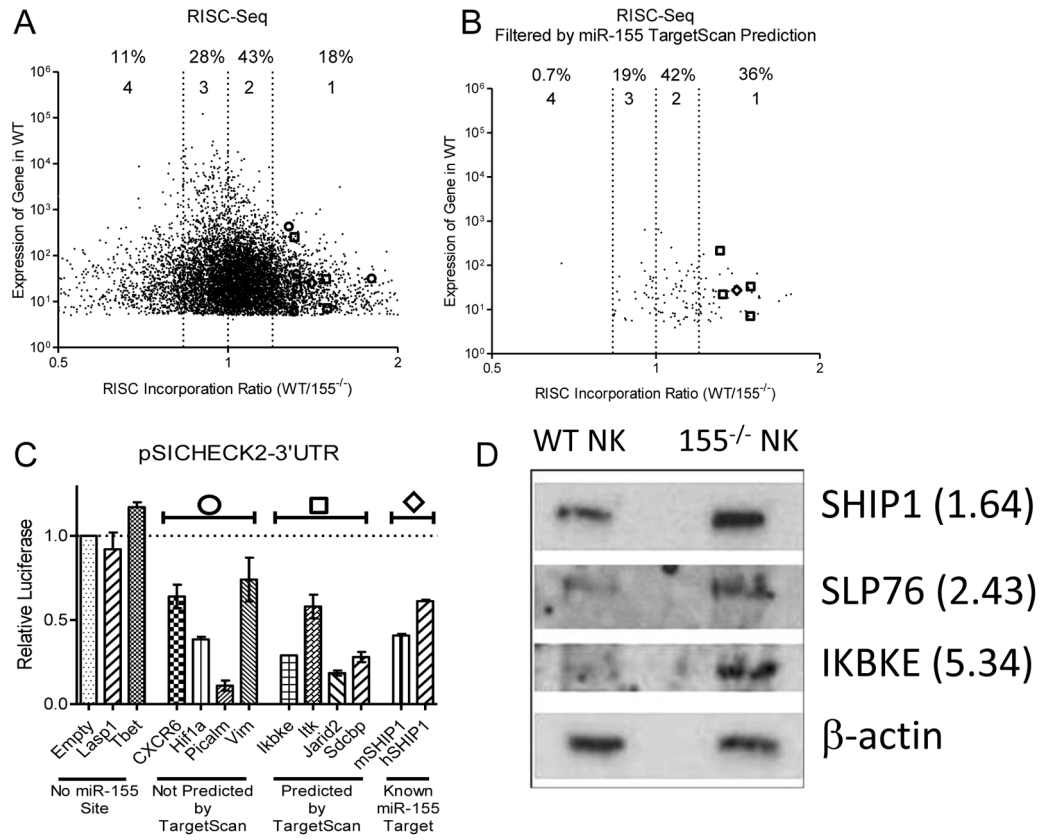 A
RISC-Seq
11% 28% 43% 18%
4 3 2 1
Expression of Gene in WT
10⁶
10⁵
10⁴
10³
10²
10¹
10⁰
0.5 1 2
RISC Incorporation Ratio (WT/155⁻/⁻)
B
RISC-Seq
Filtered by miR-155 TargetScan Prediction
0.7% 19% 42% 36%
4 3 2 1
Expression of Gene in WT
10⁶
10⁵
10⁴
10³
10²
10¹
10⁰
0.5 1 2
RISC Incorporation Ratio (WT/155⁻/⁻)
C
pSICHECK2-3'UTR
Relative Luciferase
1.0
0.5
0.0
Empty Lasp1 Tbet CXCR6 Hif1a Picalm Vim Ikbke Itk Jarid2 Sdcbp mSHIP1 hSHIP1
No miR-155
Site
Not Predicted
by
TargetScan
Predicted
by
TargetScan
Known
miR-155
Target
D
WT NK 155⁻/⁻ NK
SHIP1 (1.64)
SLP76 (2.43)
IKBKE (5.34)
β-actin